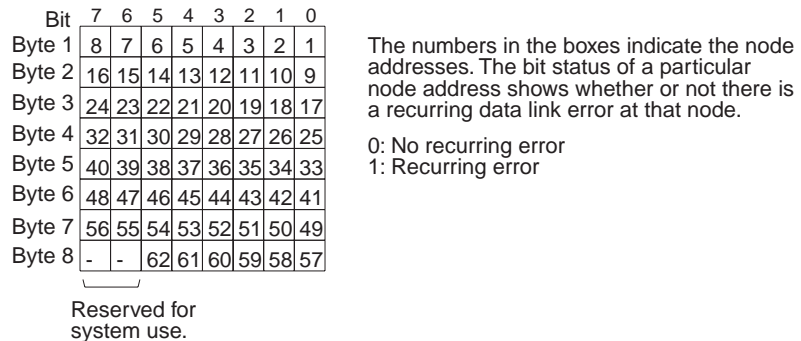 Bit 7 6 5 4 3 2 1 0
Byte 1 8 7 6 5 4 3 2 1
Byte 2 16 15 14 13 12 11 10 9
Byte 3 24 23 22 21 20 19 18 17
Byte 4 32 31 30 29 28 27 26 25
Byte 5 40 39 38 37 36 35 34 33
Byte 6 48 47 46 45 44 43 42 41
Byte 7 56 55 54 53 52 51 50 49
Byte 8 - - 62 61 60 59 58 57
Reserved for
system use.
The numbers in the boxes indicate the node
addresses. The bit status of a particular
node address shows whether or not there is
a recurring data link error at that node.
0: No recurring error
1: Recurring error